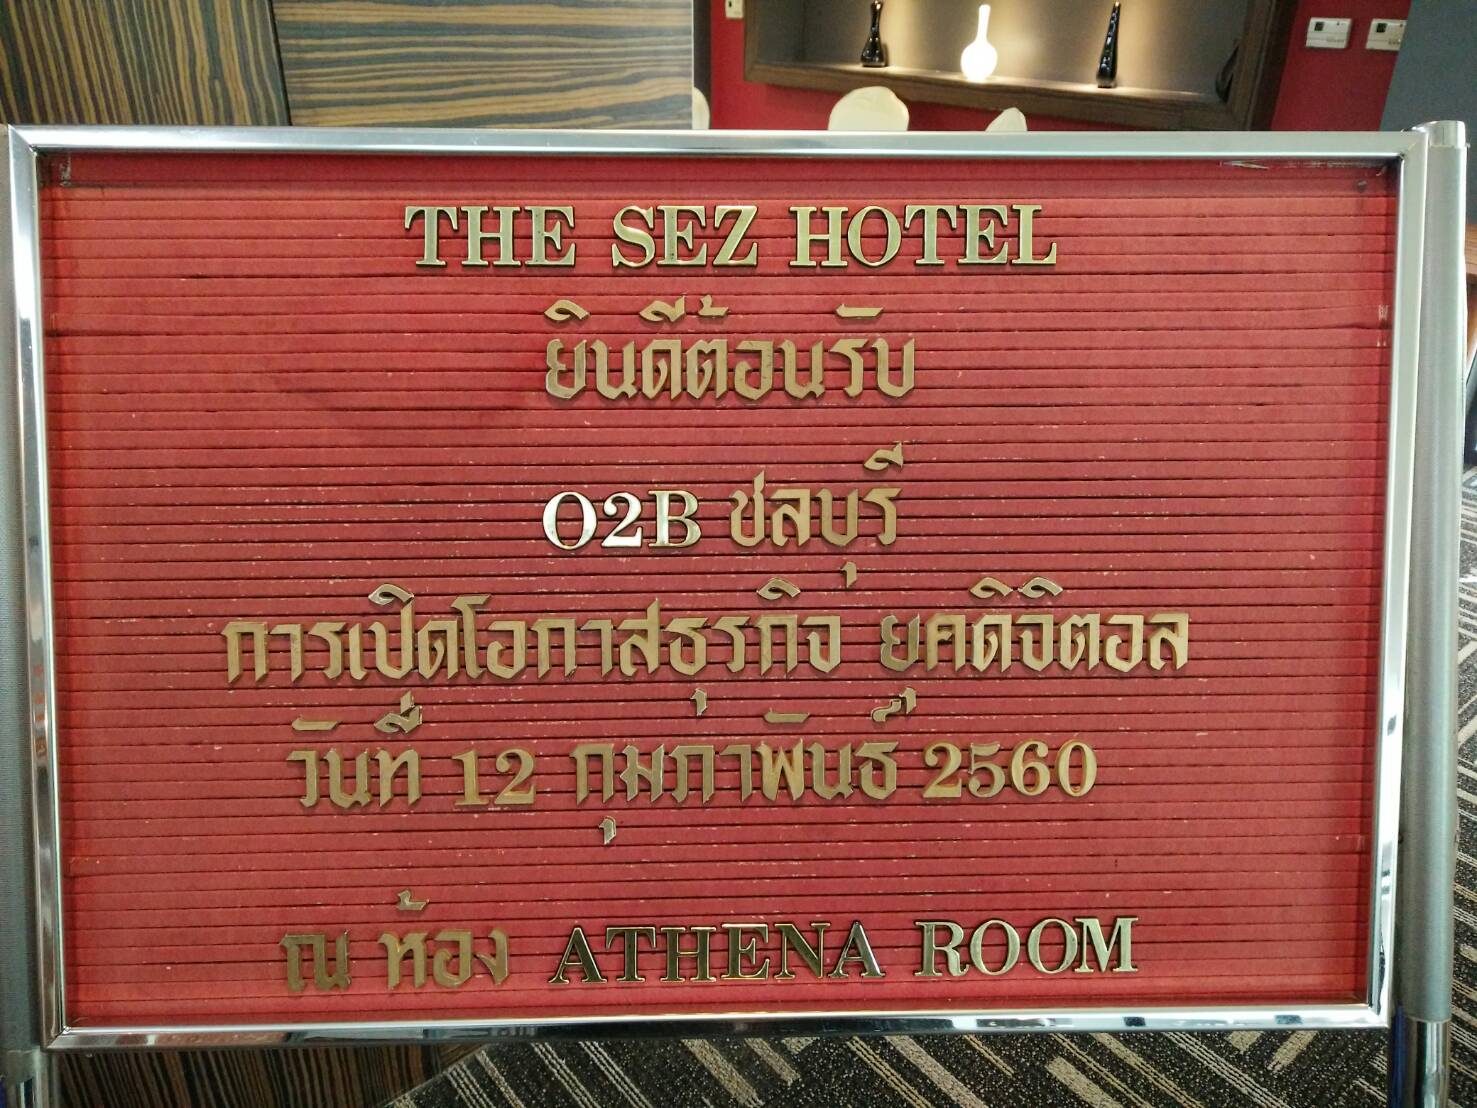 THE SEZ HOTEL
ยินดีต้อนรับ
O2B ชลบุรี
การเปิดโอกาสธุรกิจ ยคดิจิตอล
วันที่ 12 กุมภาพันธ์ 2560
ณ ห้อง ATHENA ROOM